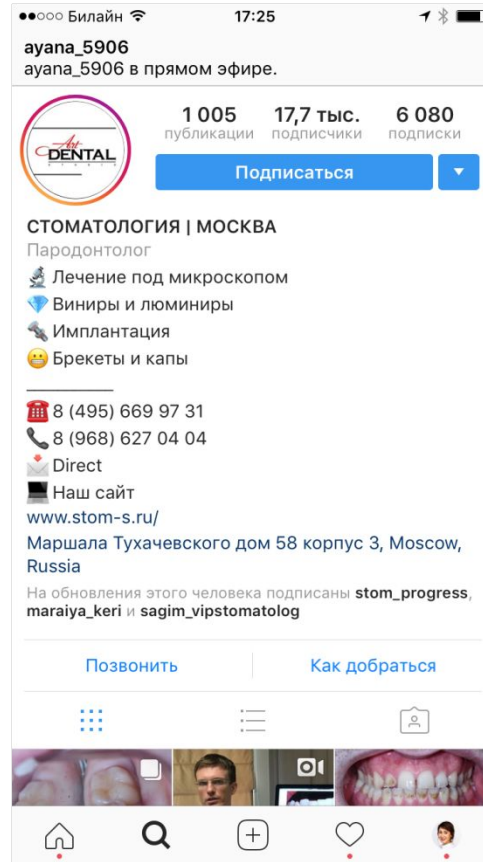 Билайн 17:25
ayana_5906
ayana_5906 в прямом эфире.
Art
DENTAL
STUDIO
1 005 17,7 тыс. 6 080
публикации подписчики подписки
Подписаться
СТОМАТОЛОГИЯ | МОСКВА
Пародонтолог
Лечение под микроскопом
Виниры и люминиры
Имплантация
Брекеты и капы
8 (495) 669 97 31
8 (968) 627 04 04
Direct
Наш сайт
www.stom-s.ru/
Маршала Тухачевского дом 58 корпус 3, Moscow,
Russia
На обновления этого человека подписаны stom_progress,
maraiya_keri и sagim_vipstomatolog
Позвонить Как добраться